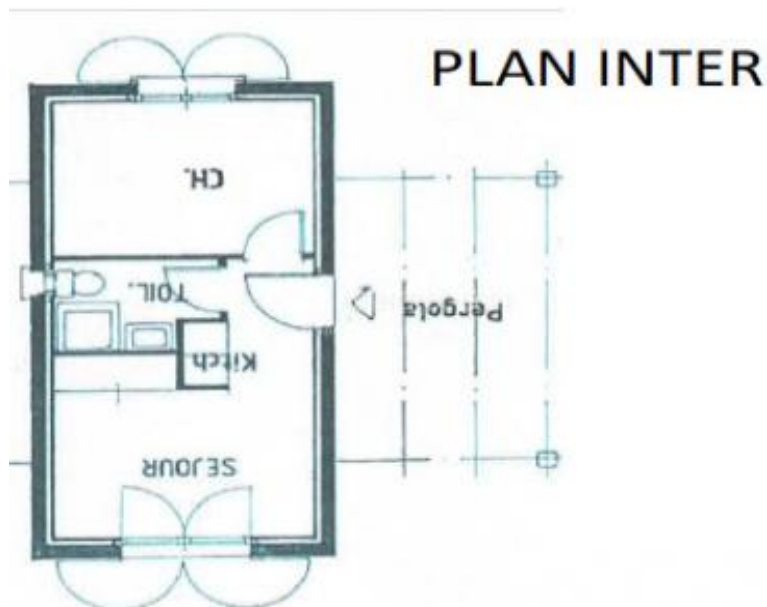 PLAN INTER
CH.
TOIL.
Pergola
Kitch
SEJOUR